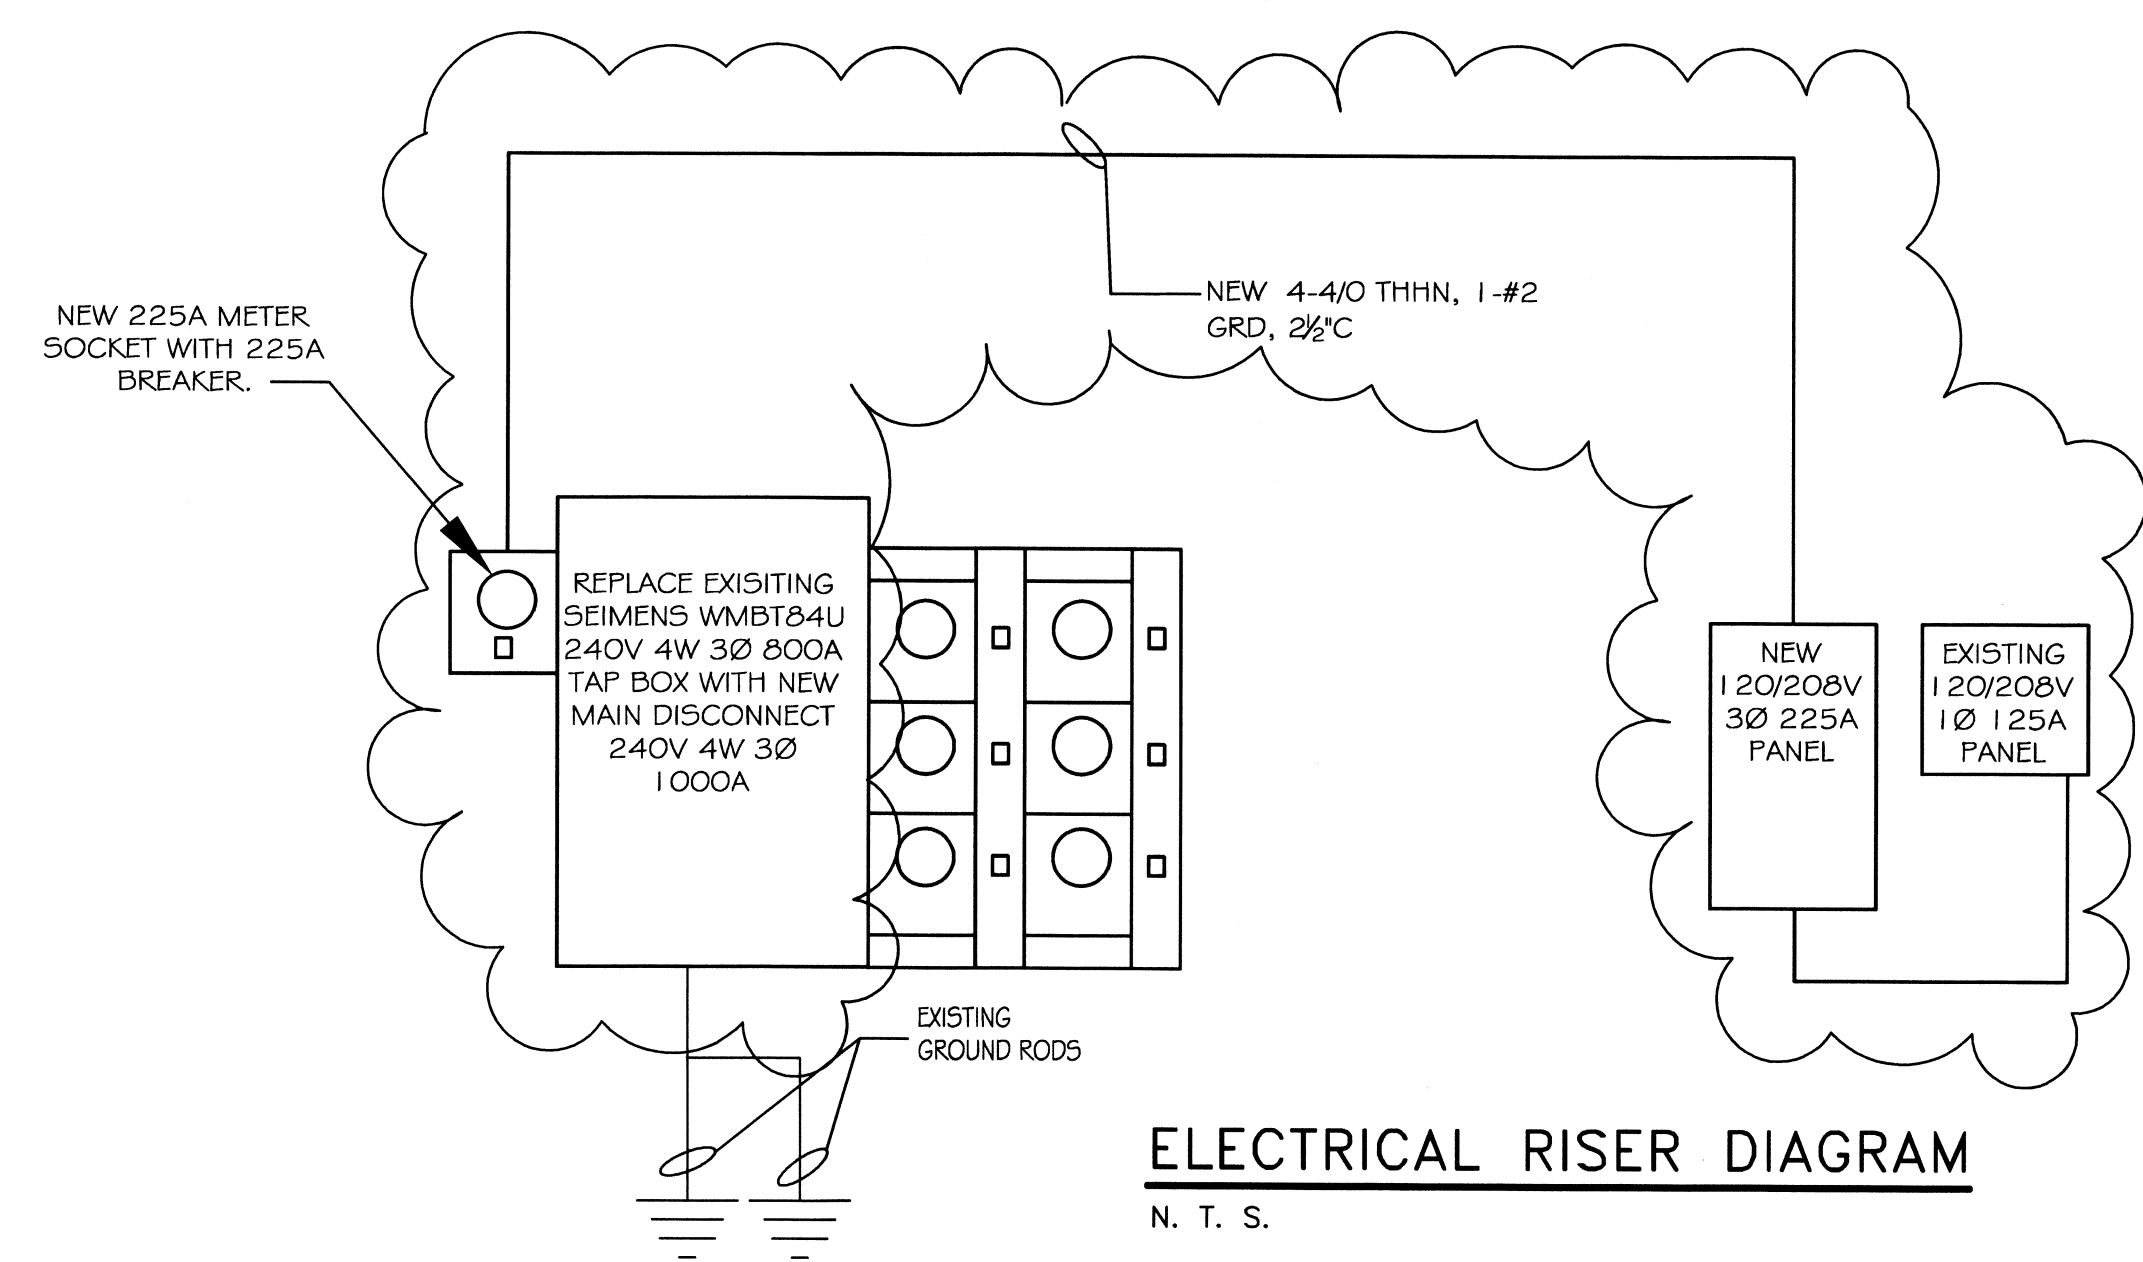 NEW 4-4/0 THHN, 1-#2
GRD, 2½"C
NEW 225A METER
SOCKET WITH 225A
BREAKER.
REPLACE EXISITING
SEIMENS WMBT84U
240V 4W 3Ø 800A
TAP BOX WITH NEW
MAIN DISCONNECT
240V 4W 3Ø
1000A
NEW
120/208V
3Ø 225A
PANEL
EXISTING
120/208V
1Ø 125A
PANEL
EXISTING
GROUND RODS
ELECTRICAL RISER DIAGRAM
N. T. S.